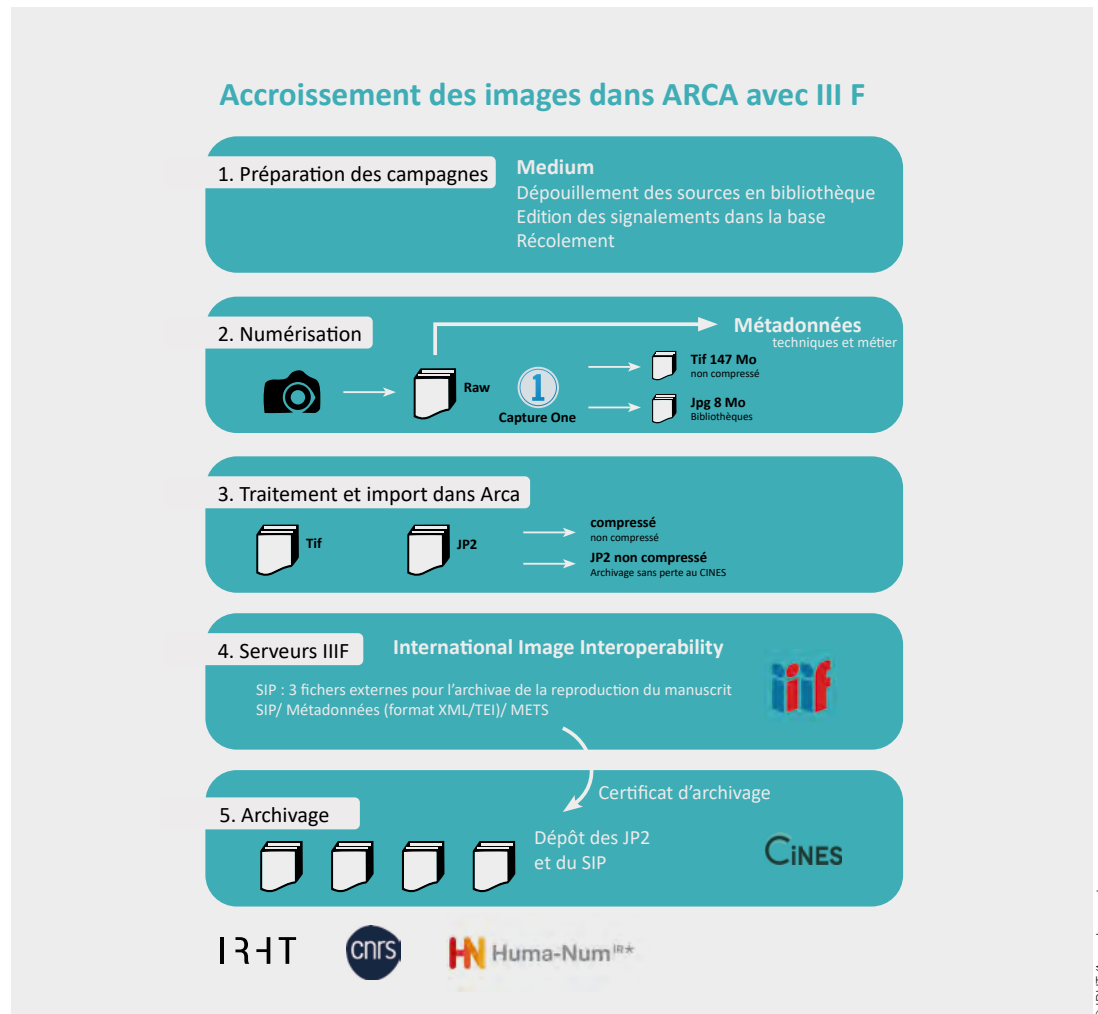 Accroissement des images dans ARCA avec III F
1. Préparation des campagnes
Medium
Dépouillement des sources en bibliothèque
Edition des signalements dans la base
Récolement
2. Numérisation
Métadonnées
techniques et métier
Raw
1
Capture One
Tif 147 Mo
non compressé
Jpg 8 Mo
Bibliothèques
3. Traitement et import dans Arca
Tif
JP2
compressé
non compressé
JP2 non compressé
Archivage sans perte au CINES
4. Serveurs IIIF
International Image Interoperability
SIP : 3 fichers externes pour l'archivae de la reproduction du manuscrit
SIP/ Métadonnées (format XML/TEI)/ METS
iiif
5. Archivage
Certificat d'archivage
Dépôt des JP2
et du SIP
CINES
IRHT
cnrs
HN Huma-Num IR*